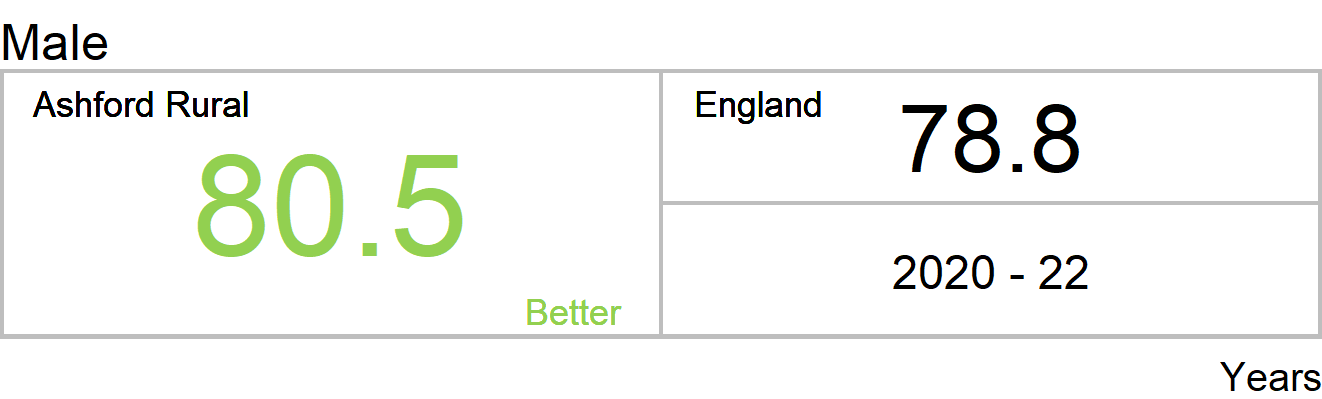 Male
Ashford Rural
80.5
Better
England
78.8
2020 - 22
Years